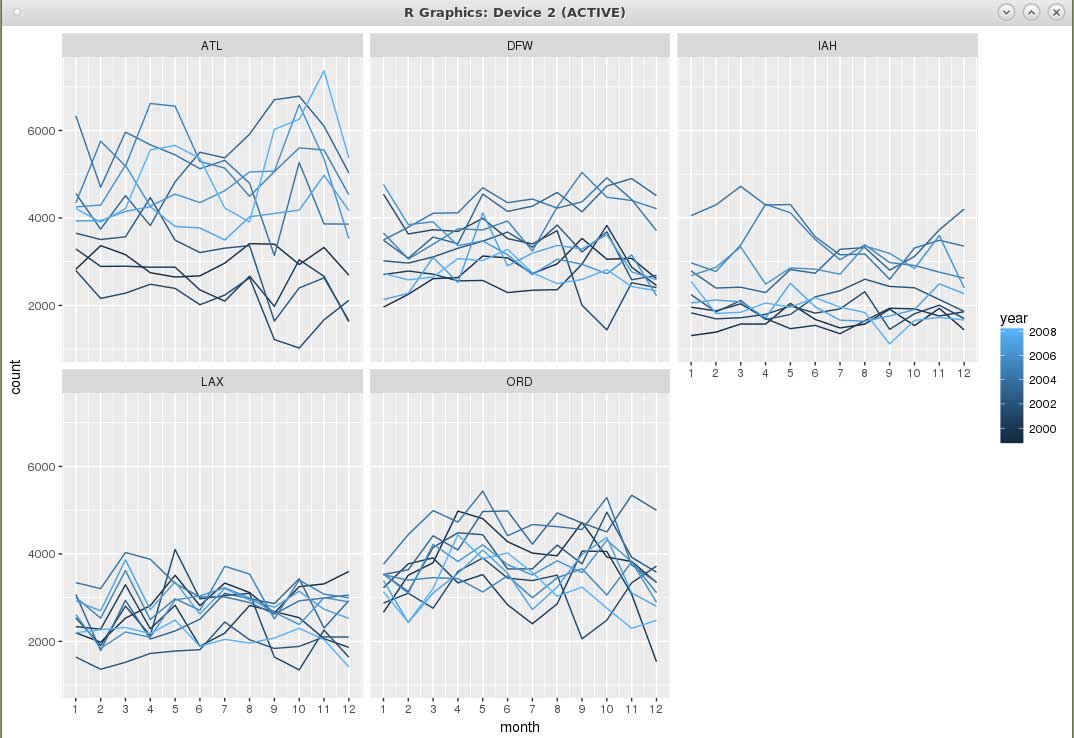 R Graphics: Device 2 (ACTIVE)
ATL
DFW
IAH
6000
4000
2000
1 2 3 4 5 6 7 8 9 10 11 12
LAX
ORD
6000
4000
2000
1 2 3 4 5 6 7 8 9 10 11 12
1 2 3 4 5 6 7 8 9 10 11 12
month
count
year
2008
2006
2004
2002
2000